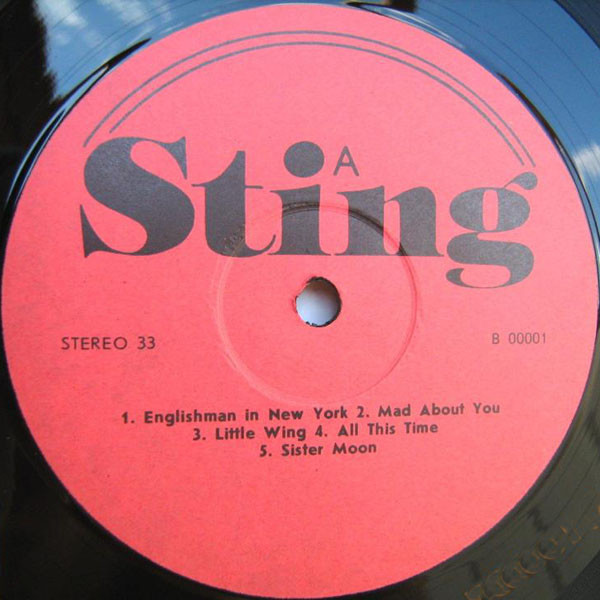 A
Sting
STEREO 33
B 00001
1. Englishman in New York 2. Mad About You
3. Little Wing 4. All This Time
5. Sister Moon